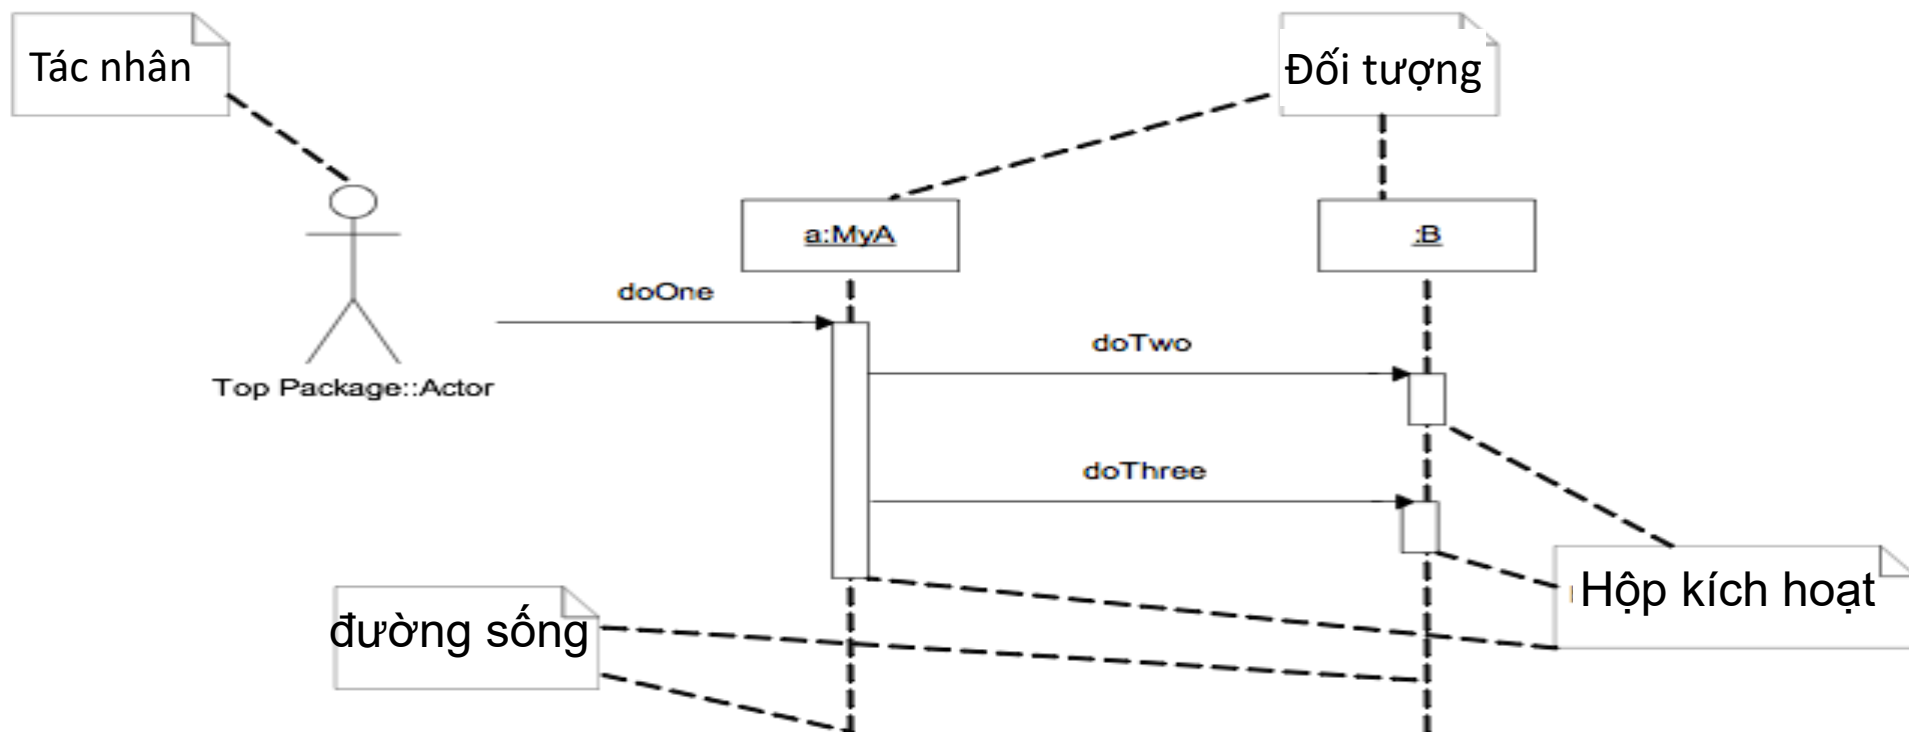 Tác nhân
Đối tượng
a:MyA
:B
doOne
doTwo
Top Package::Actor
doThree
Hộp kích hoạt
đường sống